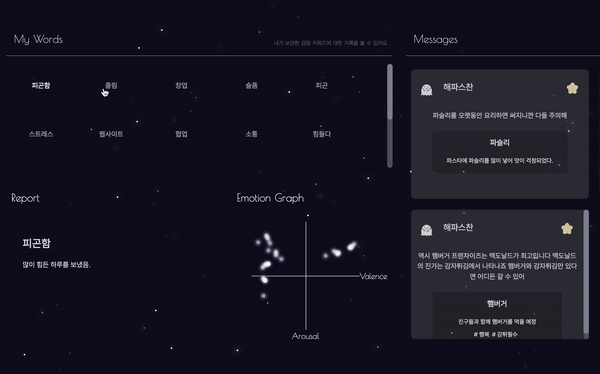 My Words
내가 보관한 감정 키워드에 대한 기록을 볼 수 있어요
피곤함 졸림 창업 슬픔 피곤
스트레스 웹사이트 협업 소통 힘들다
Report
피곤함
많이 힘든 하루를 보냈음.
Emotion Graph
Valence
Arousal
Messages
해파스찬
파슬리를 오랫동안 요리하면 써지니깐 다들 주의해
파슬리
파스타에 파슬리를 많이 넣어 맛이 걱정되었다.
해파스찬
역시 햄버거 프랜차이즈는 맥도날드가 최고입니다 맥도날드
의 진가는 감자튀김에서 나타나죠 햄버거와 감자튀김만 있다
면 어디든 갈 수 있어
햄버거
친구들과 함께 햄버거를 먹을 예정
# 행복 # 감튀필수